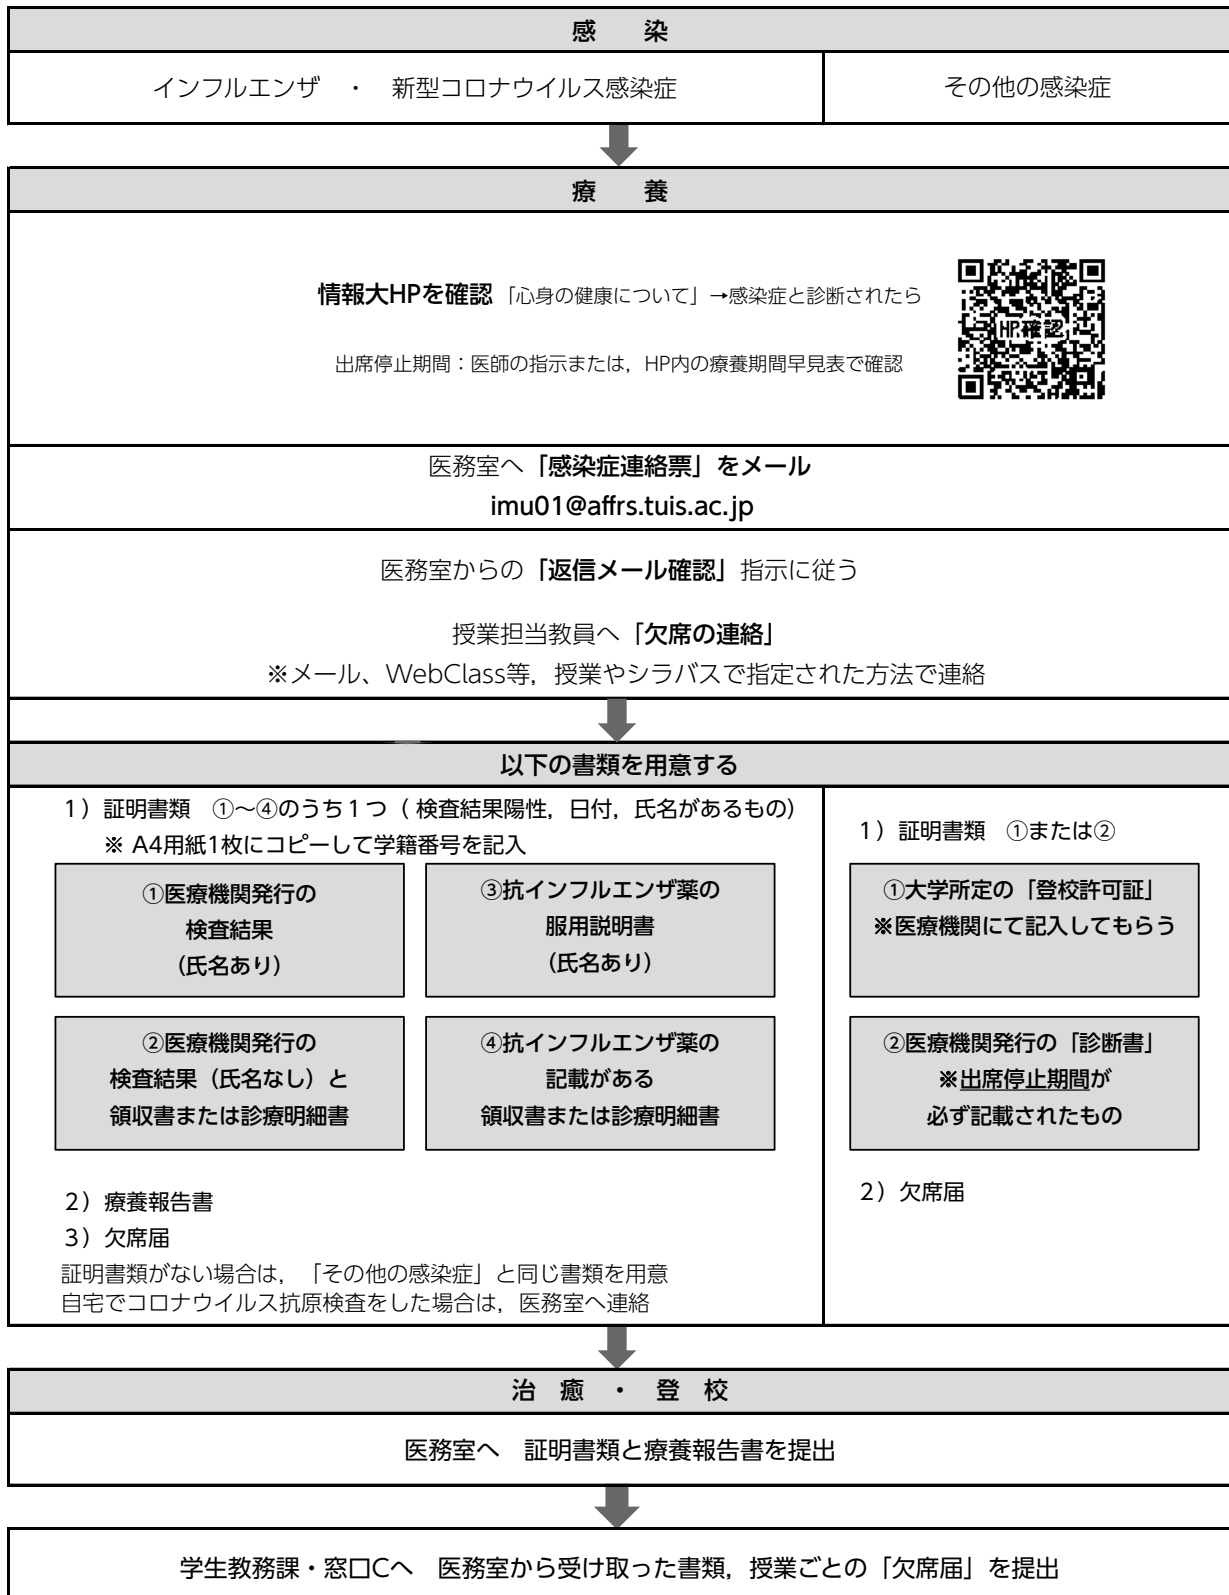 感　染
インフルエンザ　・　新型コロナウイルス感染症
その他の感染症
療　養
情報大HPを確認「心身の健康について」→感染症と診断されたら
出席停止期間：医師の指示または，HP内の療養期間早見表で確認
HP確認
医務室へ「感染症連絡票」をメール
imu01@affrs.tuis.ac.jp
医務室からの「返信メール確認」指示に従う
授業担当教員へ「欠席の連絡」
※メール、WebClass等，授業やシラバスで指定された方法で連絡
以下の書類を用意する
1）証明書類　①～④のうち1つ（ 検査結果陽性，日付，氏名があるもの）
※ A4用紙1枚にコピーして学籍番号を記入
①医療機関発行の
検査結果
（氏名あり）
③抗インフルエンザ薬の
服用説明書
（氏名あり）
②医療機関発行の
検査結果（氏名なし）と
領収書または診療明細書
④抗インフルエンザ薬の
記載がある
領収書または診療明細書
2）療養報告書
3）欠席届
証明書類がない場合は，「その他の感染症」と同じ書類を用意
自宅でコロナウイルス抗原検査をした場合は，医務室へ連絡
1）証明書類　①または②
①大学所定の「登校許可証」
※医療機関にて記入してもらう
②医療機関発行の「診断書」
※出席停止期間が
必ず記載されたもの
2）欠席届
治　癒　・　登　校
医務室へ　証明書類と療養報告書を提出
学生教務課・窓口Cへ　医務室から受け取った書類，授業ごとの「欠席届」を提出